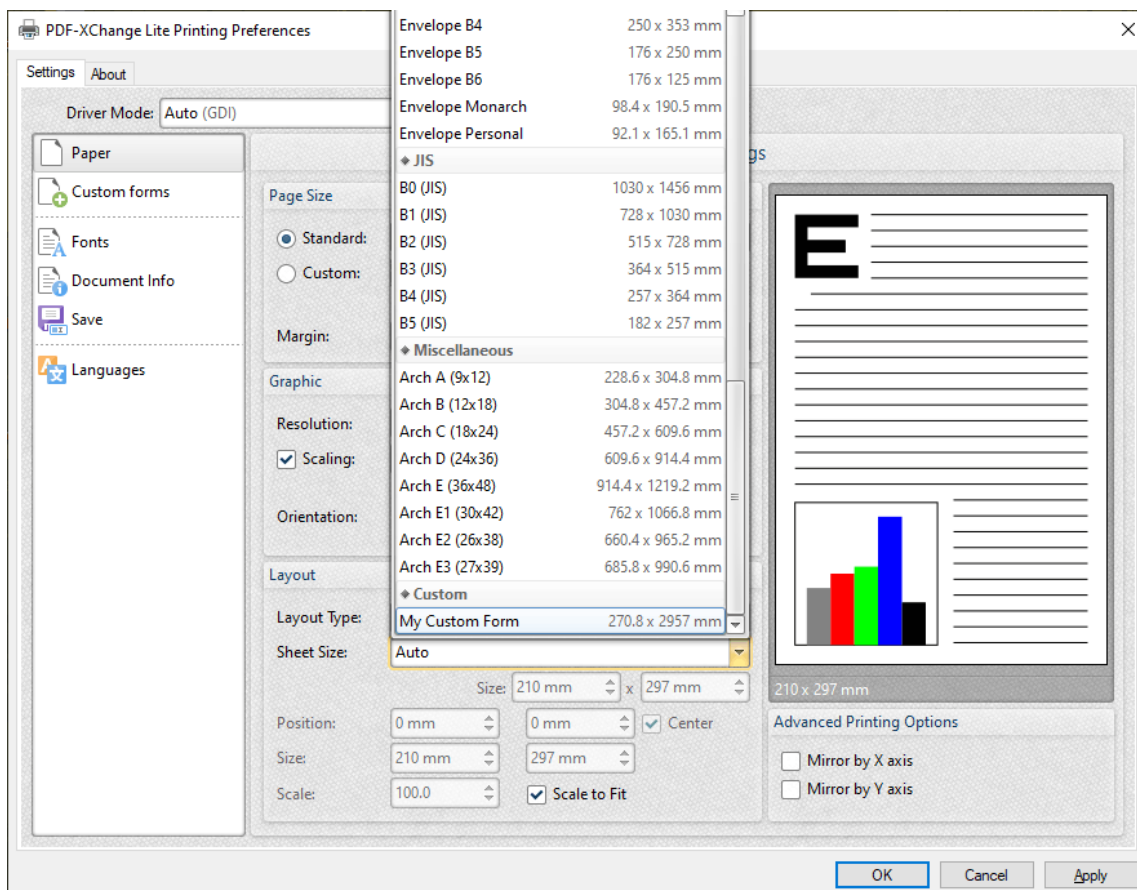 PDF-XChange Lite Printing Preferences
Settings
About
Driver Mode: Auto (GDI)
Paper
Custom forms
Fonts
Document Info
Save
Languages
Page Size
Standard:
Custom:
Margin:
Graphic
Resolution:
Scaling:
Orientation:
Layout
Layout Type:
Envelope B4 250 x 353 mm
Envelope B5 176 x 250 mm
Envelope B6 176 x 125 mm
Envelope Monarch 98.4 x 190.5 mm
Envelope Personal 92.1 x 165.1 mm
JIS
B0 (JIS) 1030 x 1456 mm
B1 (JIS) 728 x 1030 mm
B2 (JIS) 515 x 728 mm
B3 (JIS) 364 x 515 mm
B4 (JIS) 257 x 364 mm
B5 (JIS) 182 x 257 mm
Miscellaneous
Arch A (9x12) 228.6 x 304.8 mm
Arch B (12x18) 304.8 x 457.2 mm
Arch C (18x24) 457.2 x 609.6 mm
Arch D (24x36) 609.6 x 914.4 mm
Arch E (36x48) 914.4 x 1219.2 mm
Arch E1 (30x42) 762 x 1066.8 mm
Arch E2 (26x38) 660.4 x 965.2 mm
Arch E3 (27x39) 685.8 x 990.6 mm
Custom
My Custom Form 270.8 x 2957 mm
Sheet Size: Auto
Size: 210 mm x 297 mm
Position: 0 mm 0 mm Center
Size: 210 mm 297 mm
Scale: 100.0 Scale to Fit
E
210 x 297 mm
Advanced Printing Options
Mirror by X axis
Mirror by Y axis
OK
Cancel
Apply